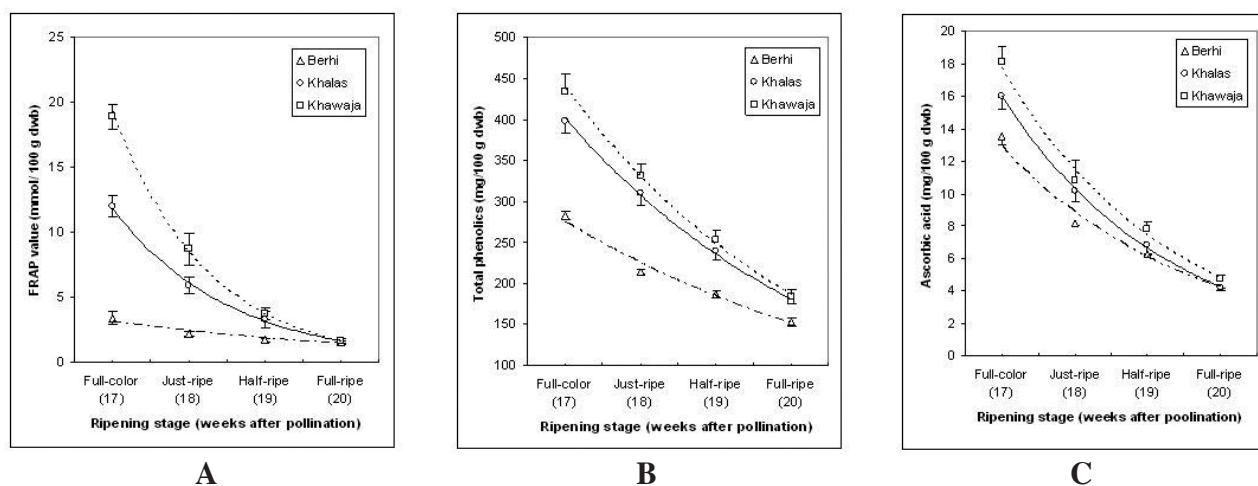 25
20
15
10
5
0
FRAP value (mmol/ 100 g dwb)
Berhi
Khalas
Khawaja
Full-color Just-ripe Half-ripe Full-ripe
(17) (18) (19) (20)
Ripening stage (weeks after pollination)
A
500
450
400
350
300
250
200
150
100
Total phenolics (mg/100 g dwb)
Berhi
Khalas
Khawaja
Full-color Just-ripe Half-ripe Full-ripe
(17) (18) (19) (20)
Ripening stage (weeks after pollination)
B
20
18
16
14
12
10
8
6
4
2
0
Ascorbic acid (mg/100 g dwb)
Berhi
Khalas
Khawaja
Full-color Just-ripe Half-ripe Full-ripe
(17) (18) (19) (20)
Ripening stage (weeks after poolination)
C